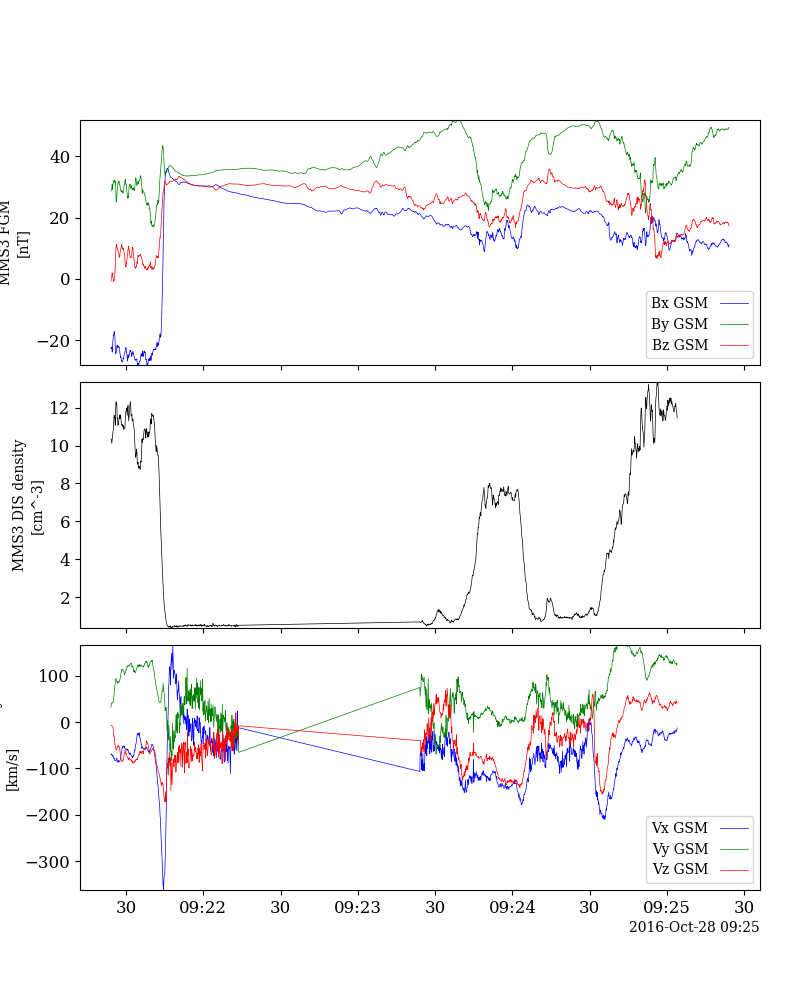 MMS3 FGM
[nT]
40
20
0
−20
Bx GSM
By GSM
Bz GSM
MMS3 DIS density
[cm^-3]
12
10
8
6
4
2
[km/s]
100
0
−100
−200
−300
Vx GSM
Vy GSM
Vz GSM
30
09:22
30
09:23
30
09:24
30
09:25
30
2016-Oct-28 09:25